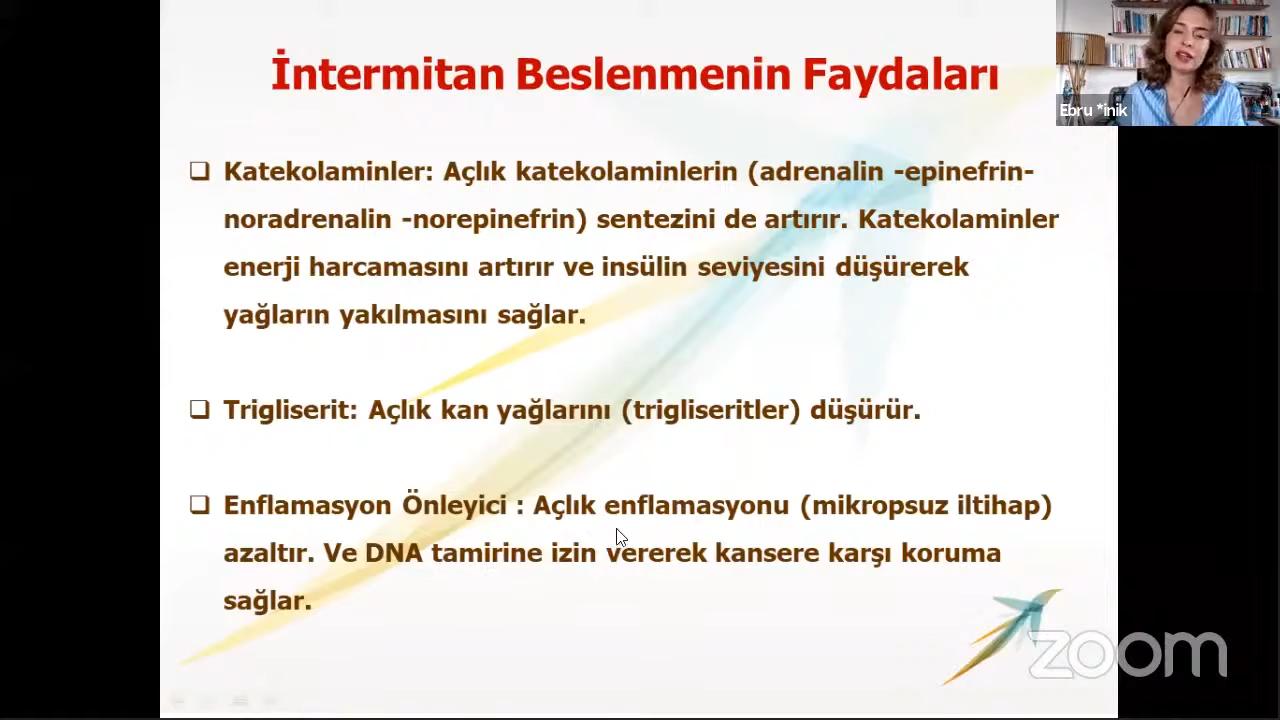 İntermitan Beslenmenin Faydaları
Ebru *inik
Katekolaminler: Açlık katekolaminlerin (adrenalin -epinefrin-
noradrenalin -norepinefrin) sentezini de artırır. Katekolaminler
enerji harcamasını artırır ve insülin seviyesini düşürerek
yağların yakılmasını sağlar.
Trigliserit: Açlık kan yağlarını (trigliseritler) düşürür.
Enflamasyon Önleyici : Açlık enflamasyonu (mikropsuz iltihap)
azaltır. Ve DNA tamirine izin vererek kansere karşı koruma
sağlar.
zoom